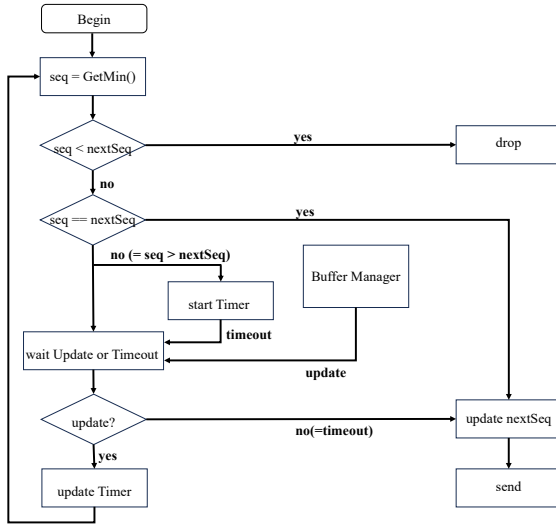 Begin
seq = GetMin()
seq < nextSeq
yes
drop
no
seq == nextSeq
yes
no (= seq > nextSeq)
Buffer Manager
start Timer
timeout
wait Update or Timeout
update
update?
no(=timeout)
update nextSeq
yes
update Timer
send